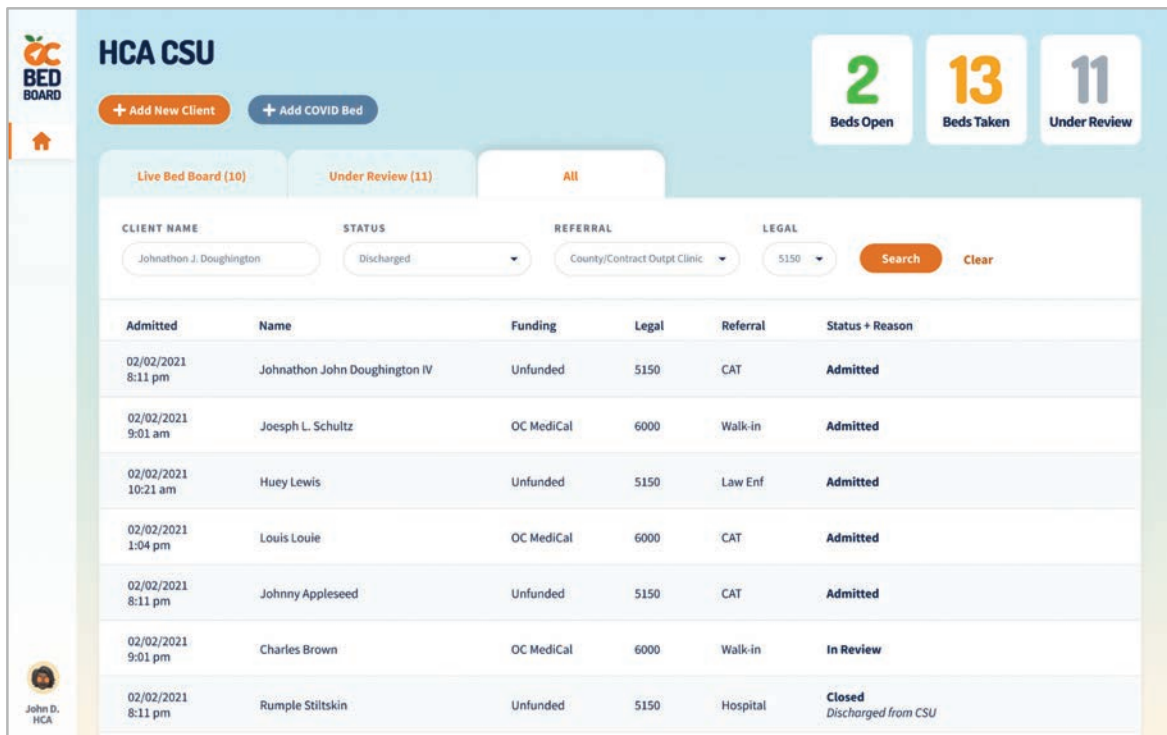 OC
BED
BOARD
HCA CSU
+ Add New Client
+ Add COVID Bed
2
Beds Open
13
Beds Taken
11
Under Review
Live Bed Board (10)
Under Review (11)
All
CLIENT NAME
STATUS
REFERRAL
LEGAL
Johnathon J. Doughington
Discharged
County/Contract Outpt Clinic
5150
Search
Clear
Admitted Name Funding Legal Referral Status + Reason
02/02/2021
8:11 pm
Johnathon John Doughington IV Unfunded 5150 CAT Admitted
02/02/2021
9:01 am
Joesph L. Schultz OC MediCal 6000 Walk-in Admitted
02/02/2021
10:21 am
Huey Lewis Unfunded 5150 Law Enf Admitted
02/02/2021
1:04 pm
Louis Louie OC MediCal 6000 CAT Admitted
02/02/2021
8:11 pm
Johnny Appleseed Unfunded 5150 CAT Admitted
02/02/2021
9:01 pm
Charles Brown OC MediCal 6000 Walk-in In Review
02/02/2021
8:11 pm
Rumple Stiltskin Unfunded 5150 Hospital
Closed
Discharged from CSU
John D.
HCA